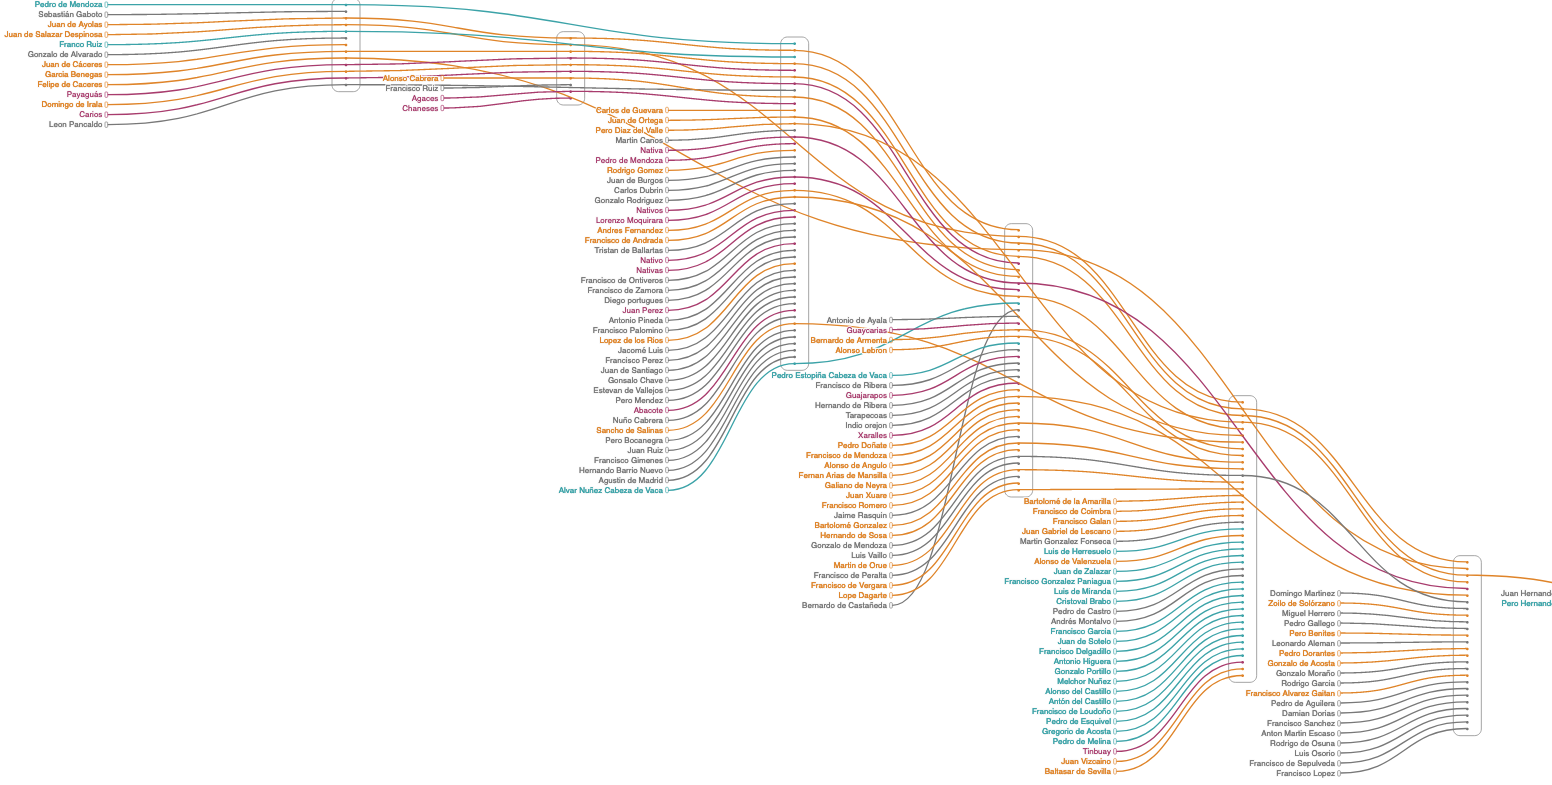 Pedro de Mendoza
Sebastián Gaboto
Juan de Ayolas
Juan de Salazar Despinosa
Franco Ruiz
Gonzalo de Alvarado
Juan de Cáceres
Garcia Benegas
Felipe de Caceres
Payaguás
Domingo de Irala
Carios
Leon Pancaldo
Alonso Cabrera
Francisco Ruiz
Agaces
Chaneses
Carlos de Guevara
Juan de Ortega
Pero Diaz del Valle
Martin Carios
Nativa
Pedro de Mendoza
Rodrigo Gomez
Juan de Burgos
Carlos Dubrin
Gonzalo Rodriguez
Nativos
Lorenzo Moquirara
Andres Fernandez
Francisco de Andrada
Tristan de Ballartas
Nativo
Nativas
Francisco de Ontiveros
Francisco de Zamora
Diego portugues
Juan Perez
Antonio Pineda
Francisco Palomino
Lopez de los Ríos
Jacomé Luis
Francisco Perez
Juan de Santiago
Gonsalo Chave
Estevan de Vallejos
Pero Mendez
Abacote
Nuño Cabrera
Sancho de Salinas
Pero Bocanegra
Juan Ruiz
Francisco Gimenes
Hernando Barrio Nuevo
Agustin de Madrid
Alvar Nuñez Cabeza de Vaca
Antonio de Ayala
Guaycarias
Bernardo de Armenta
Alonso Lebron
Pedro Estopiña Cabeza de Vaca
Francisco de Ribera
Guajarapos
Hernando de Ribera
Tarapecoas
Indio orejon
Xaralles
Pedro Doñate
Francisco de Mendoza
Alonso de Angulo
Fernan Arias de Mansilla
Galiano de Neyra
Juan Xuare
Francisco Romero
Jaime Rasquin
Bartolomé Gonzalez
Hernando de Sosa
Gonzalo de Mendoza
Luis Vaillo
Martin de Orue
Francisco de Peralta
Francisco de Vergara
Lope Dagarte
Bernardo de Castañeda
Bartolomé de la Amarilla
Francisco de Coimbra
Francisco Galan
Juan Gabriel de Lescano
Martin Gonzalez Fonseca
Luis de Herresuelo
Alonso de Valenzuela
Juan de Zalazar
Francisco Gonzalez Paniagua
Luis de Miranda
Cristoval Brabo
Pedro de Castro
Andrés Montalvo
Francisco Garcia
Juan de Sotelo
Francisco Delgadillo
Antonio Higuera
Gonzalo Portillo
Melchor Nuñez
Alonso del Castillo
Antón del Castillo
Francisco de Loudoño
Pedro de Esquivel
Gregorio de Acosta
Pedro de Melina
Tinbuay
Juan Vizcaino
Baltasar de Sevilla
Domingo Martinez
Zoilo de Solórzano
Miguel Herrero
Pedro Gallego
Pero Benites
Leonardo Aleman
Pedro Dorantes
Gonzalo de Acosta
Gonzalo Moraño
Rodrigo Garcia
Francisco Alvarez Gaitan
Pedro de Aguilera
Damian Dorias
Francisco Sanchez
Anton Martin Escaso
Rodrigo de Osuna
Luis Osorio
Francisco de Sepulveda
Francisco Lopez
Juan Hernand
Pero Hernand